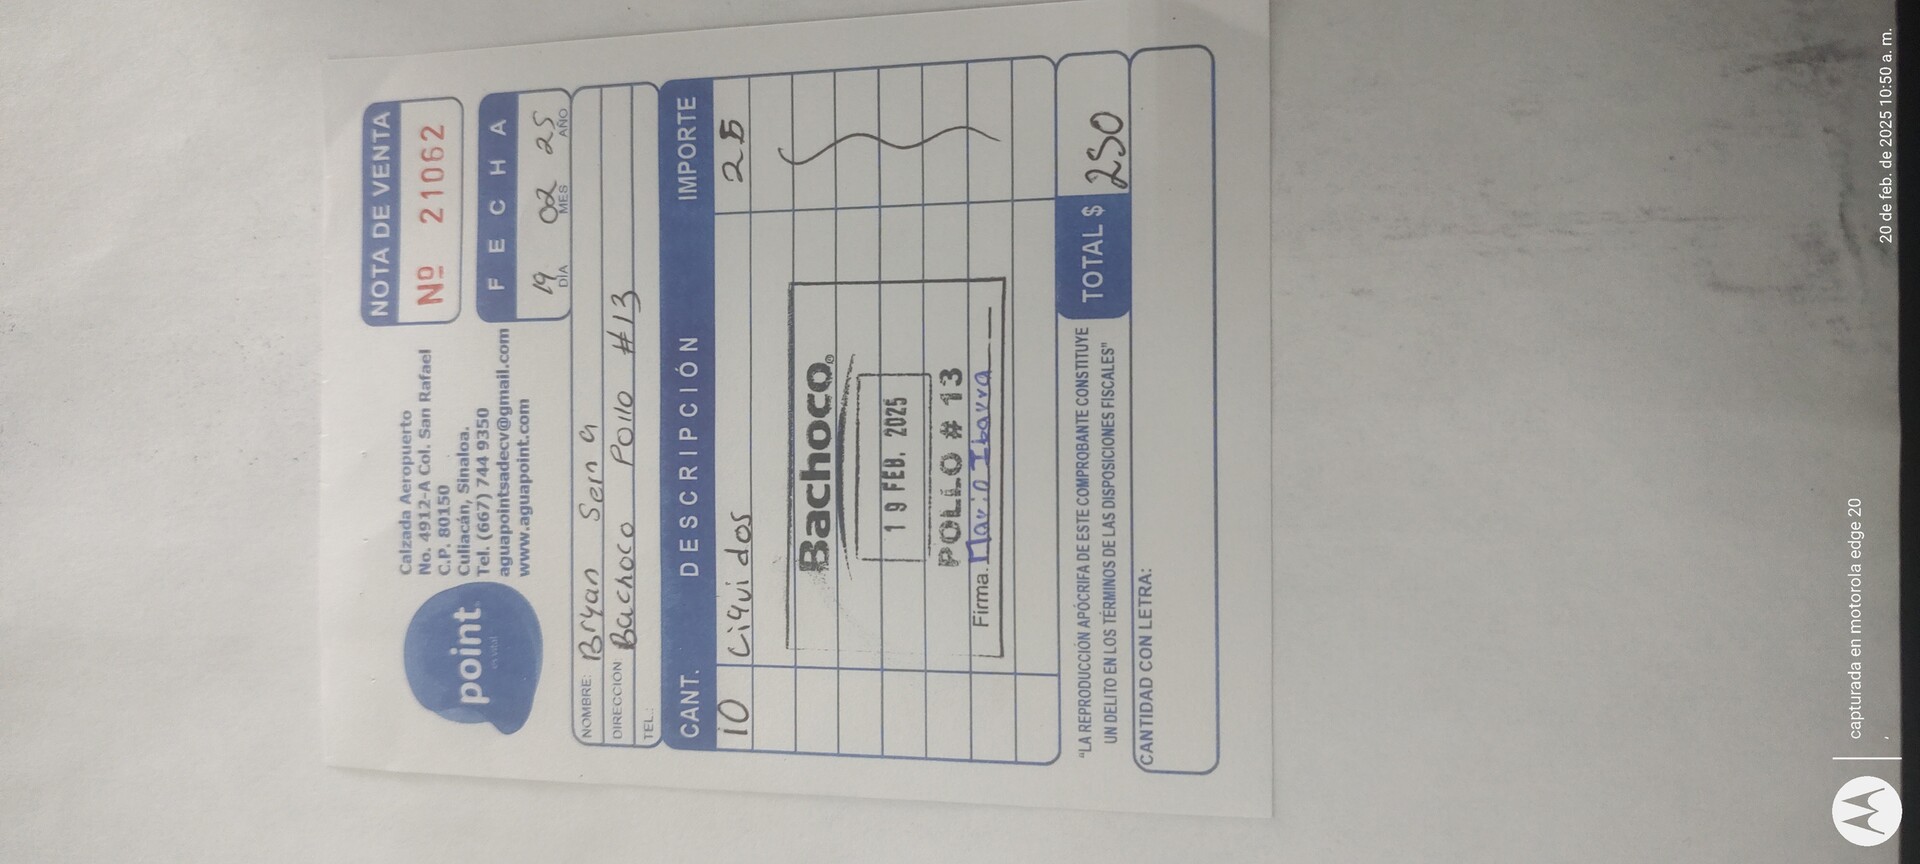 point
es vital
Calzada Aeropuerto
No. 4912-A Col. San Rafael
C.P. 80150
Culiacán, Sinaloa.
Tel. (667) 744 9350
aguapointsadecv@gmail.com
www.aguapoint.com
NOTA DE VENTA
Nº 21062
FECHA
19 02 25
DÍA MES AÑO
NOMBRE: Bryan Serna
DIRECCION: Bachoco Pollo #13
TEL.:
CANT. DESCRIPCIÓN IMPORTE
10 Liquidos 25
Bachoco®
19 FEB. 2025
POLLO # 13
Firma. Mario Ibarra
"LA REPRODUCCIÓN APÓCRIFA DE ESTE COMPROBANTE CONSTITUYE
UN DELITO EN LOS TÉRMINOS DE LAS DISPOSICIONES FISCALES"
TOTAL $ 250
CANTIDAD CON LETRA:
capturada en motorola edge 20
20 de feb. de 2025 10:50 a. m.